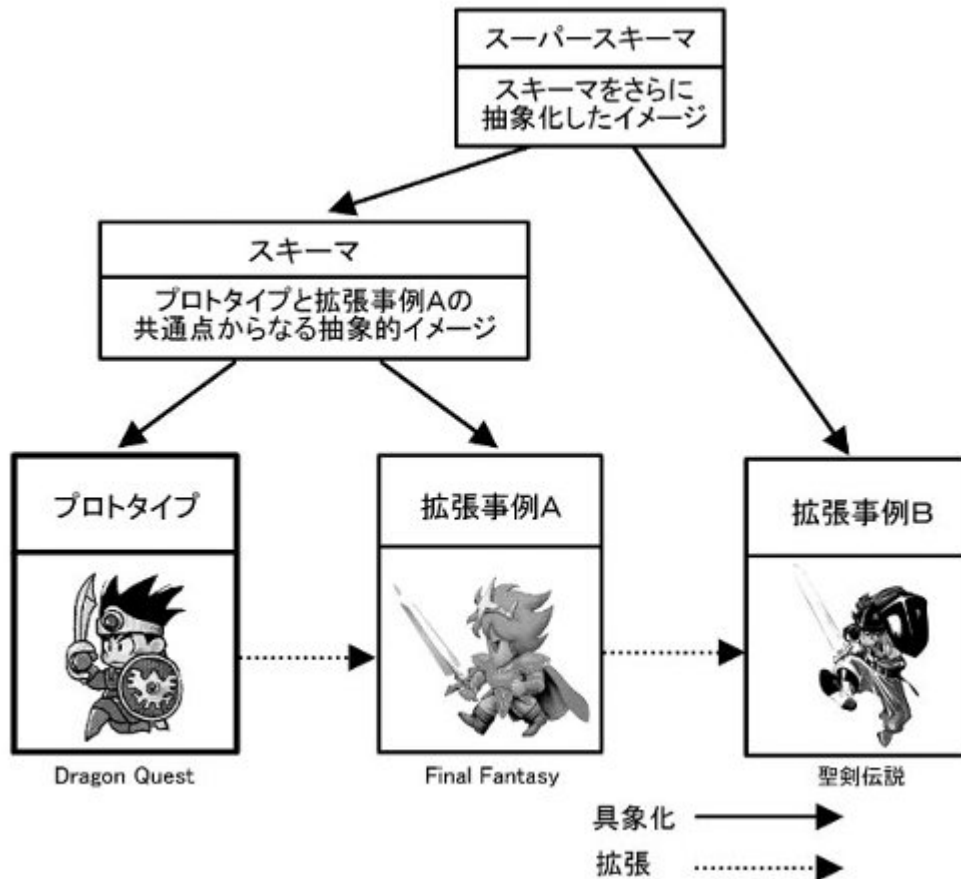 スーパースキーマ
スキーマをさらに
抽象化したイメージ
スキーマ
プロトタイプと拡張事例Aの
共通点からなる抽象的イメージ
プロトタイプ
拡張事例A
拡張事例B
Dragon Quest
Final Fantasy
聖剣伝説
具象化
拡張